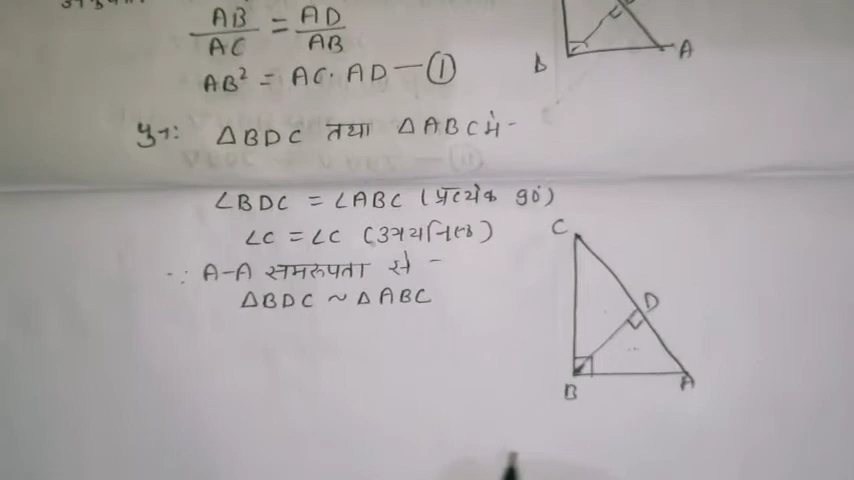 AB/AC = AD/AB
AB² = AC·AD — ①
पुन: ΔBDC तथा ΔABC में -
∠BDC = ∠ABC (प्रत्येक 90°)
∠C = ∠C (उभयनिष्ठ)
∴ A-A समरुपता से -
ΔBDC ~ ΔABC
B
A
C
D
B
A